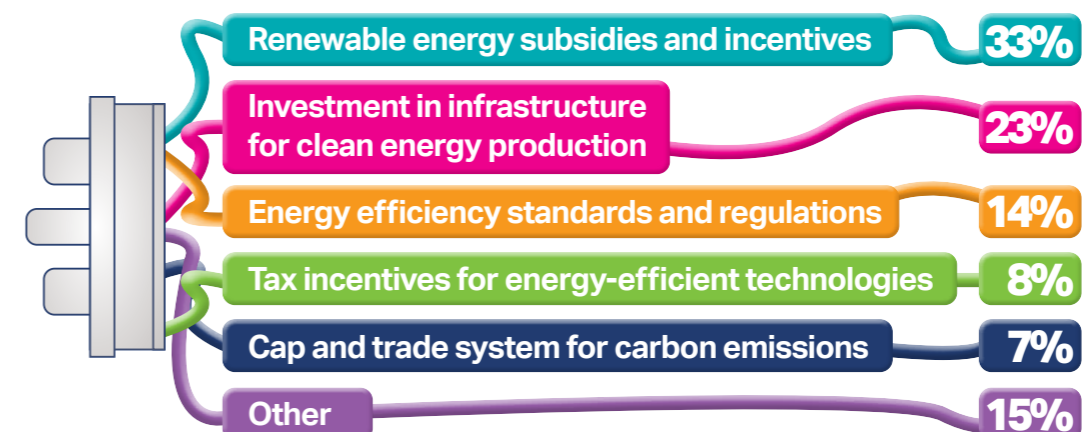 Renewable energy subsidies and incentives 33%
Investment in infrastructure
for clean energy production 23%
Energy efficiency standards and regulations 14%
Tax incentives for energy-efficient technologies 8%
Cap and trade system for carbon emissions 7%
Other 15%